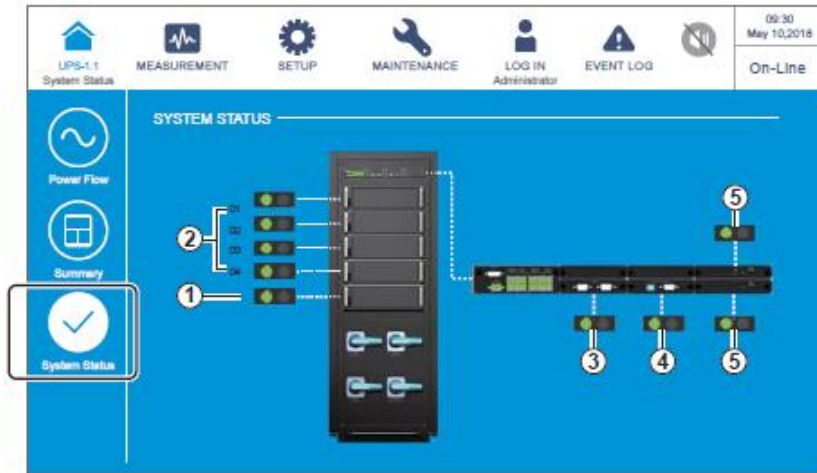 09:30
May 10,2018
UPS-1.1
System Status
MEASUREMENT
SETUP
MAINTENANCE
LOG IN
Administrator
EVENT LOG
On-Line
SYSTEM STATUS
Power Flow
Summary
System Status
01
02
03
04
2
1
5
3
4
5